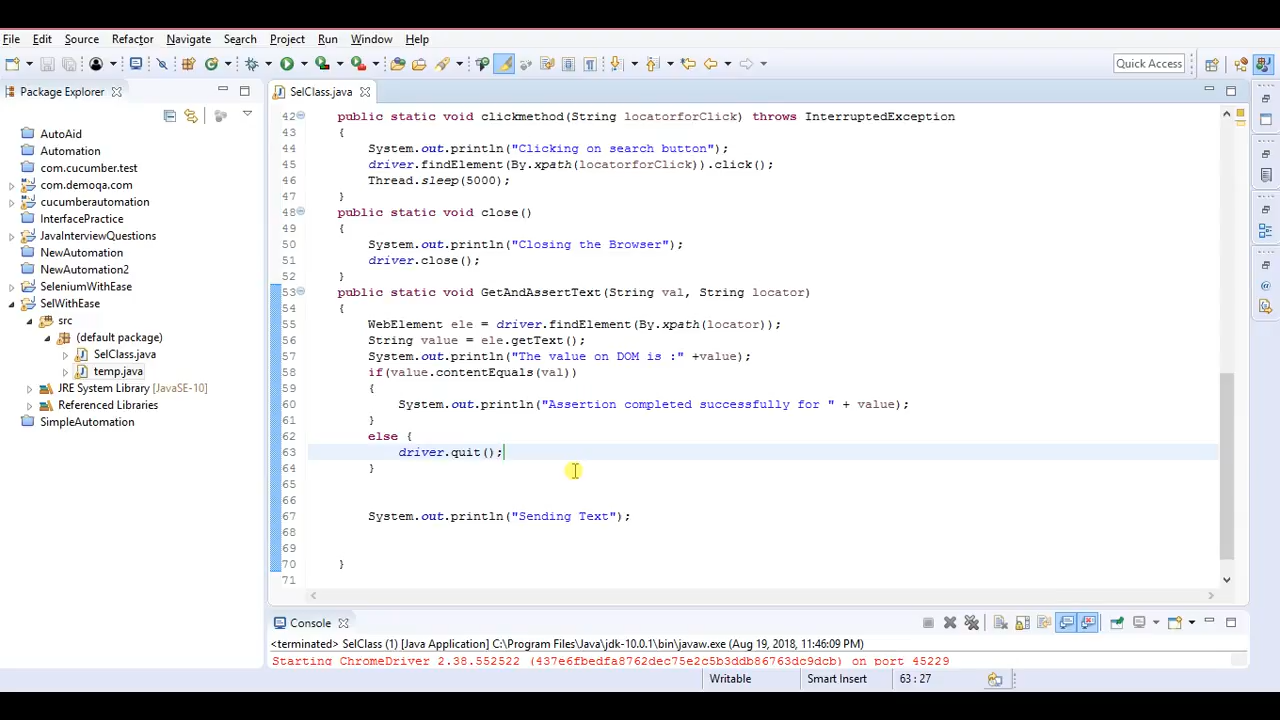 File Edit Source Refactor Navigate Search Project Run Window Help
Quick Access
Package Explorer
SelClass.java
AutoAid
Automation
com.cucumber.test
com.demoqa.com
cucumberautomation
InterfacePractice
JavaInterviewQuestions
NewAutomation
NewAutomation2
SeleniumWithEase
SelWithEase
src
(default package)
SelClass.java
temp.java
JRE System Library [JavaSE-10]
Referenced Libraries
SimpleAutomation
42 public static void clickmethod(String locatorforClick) throws InterruptedException
43 {
44 System.out.println("Clicking on search button");
45 driver.findElement(By.xpath(locatorforClick)).click();
46 Thread.sleep(5000);
47 }
48 public static void close()
49 {
50 System.out.println("Closing the Browser");
51 driver.close();
52 }
53 public static void GetAndAssertText(String val, String locator)
54 {
55 WebElement ele = driver.findElement(By.xpath(locator));
56 String value = ele.getText();
57 System.out.println("The value on DOM is :" +value);
58 if(value.contentEquals(val))
59 {
60 System.out.println("Assertion completed successfully for " + value);
61 }
62 else {
63 driver.quit();
64 }
65
66
67 System.out.println("Sending Text");
68
69
70 }
71
Console
<terminated> SelClass (1) [Java Application] C:\Program Files\Java\jdk-10.0.1\bin\javaw.exe (Aug 19, 2018, 11:46:09 PM)
Starting ChromeDriver 2.38.552522 (437e6fbedfa8762dec75e2c5b3ddb86763dc9dcb) on port 45229
Writable Smart Insert 63 : 27